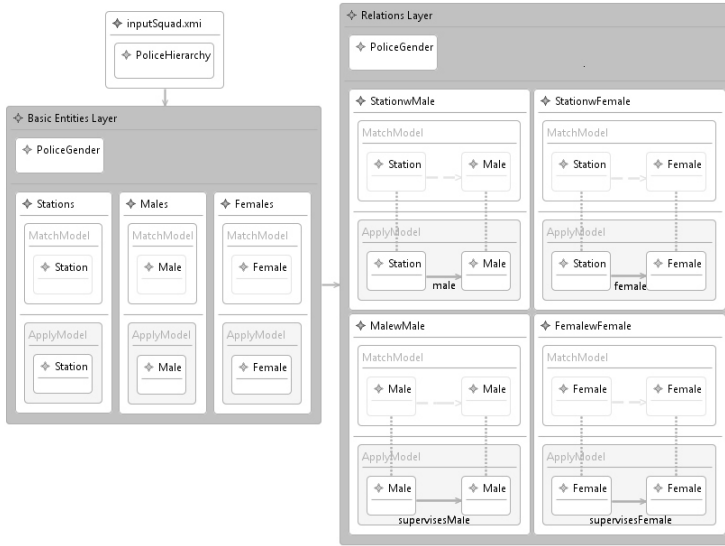 inputSquad.xmi
PoliceHierarchy
Basic Entities Layer
PoliceGender
Stations
MatchModel
Station
ApplyModel
Station
Males
MatchModel
Male
ApplyModel
Male
Females
MatchModel
Female
ApplyModel
Female
Relations Layer
PoliceGender
StationwMale
MatchModel
Station
Male
ApplyModel
Station
Male
male
StationwFemale
MatchModel
Station
Female
ApplyModel
Station
Female
female
MalewMale
MatchModel
Male
Male
ApplyModel
Male
Male
supervisesMale
FemalewFemale
MatchModel
Female
Female
ApplyModel
Female
Female
supervisesFemale